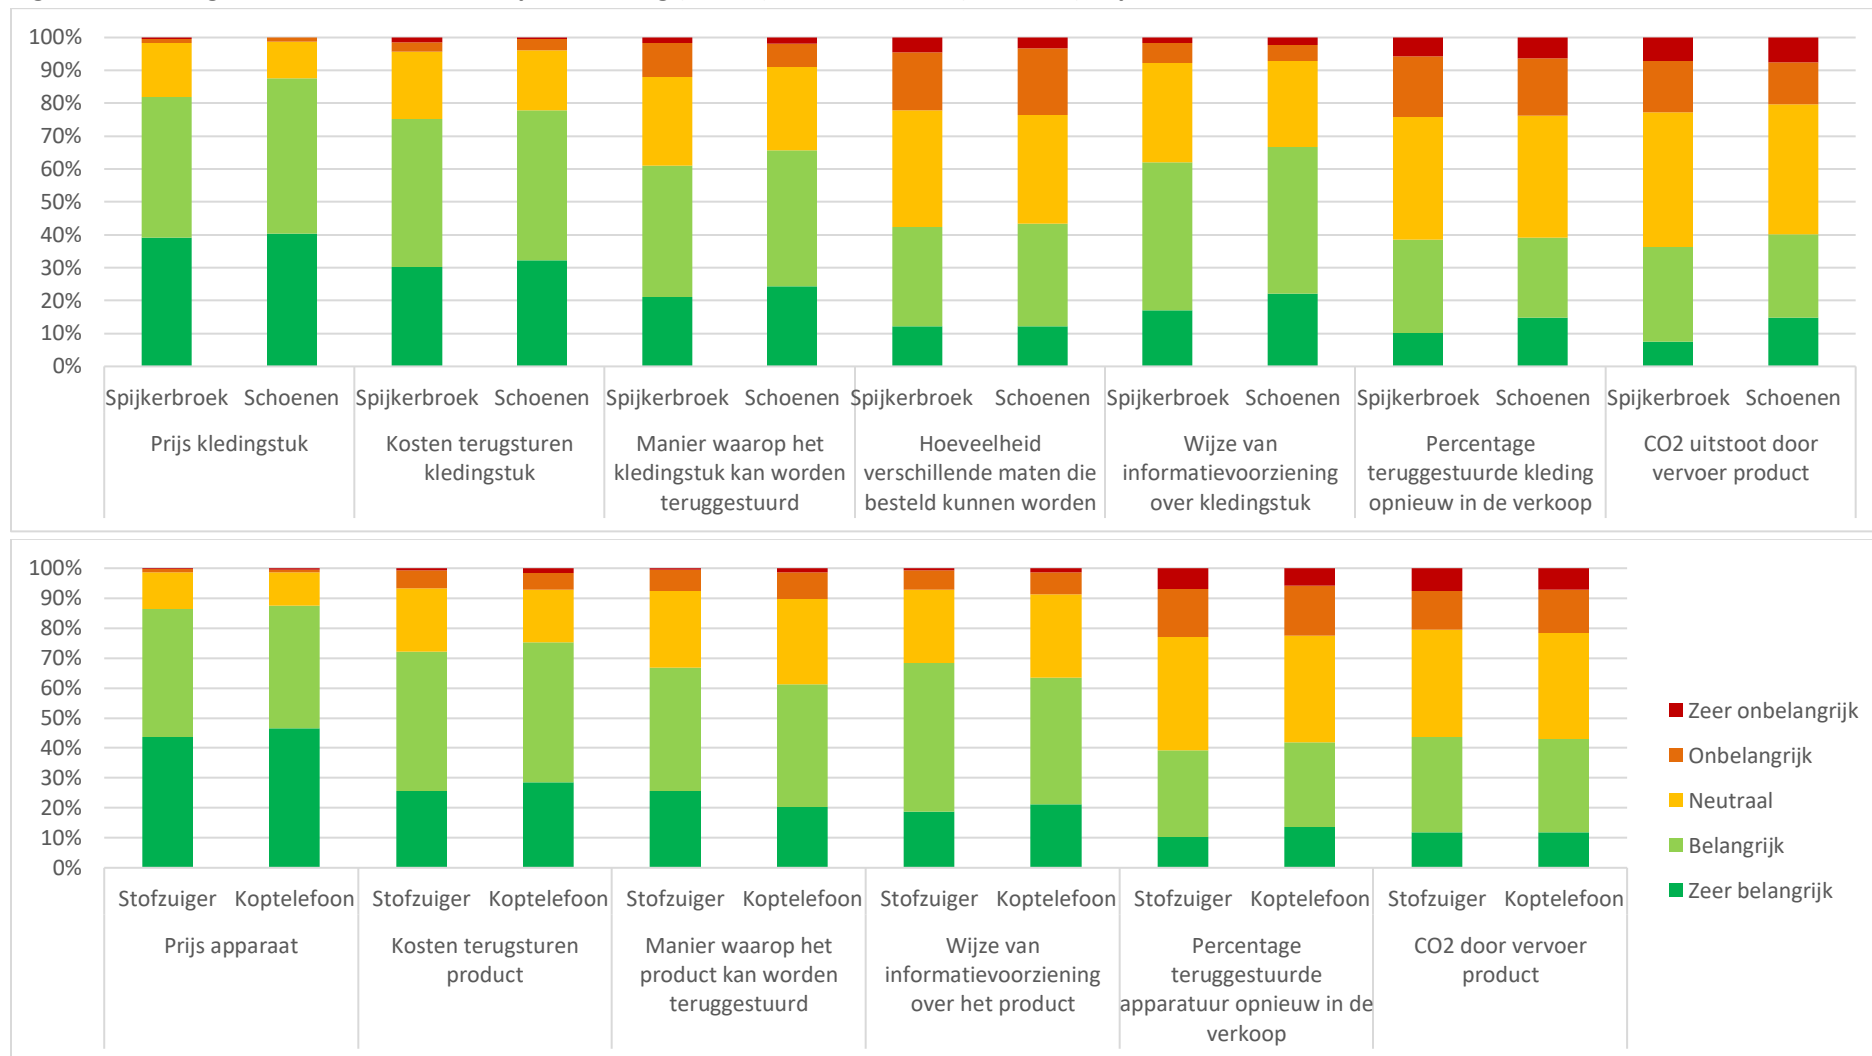 100%
90%
80%
70%
60%
50%
40%
30%
20%
10%
0%
Spijkerbroek Schoenen Spijkerbroek Schoenen Spijkerbroek Schoenen Spijkerbroek Schoenen Spijkerbroek Schoenen Spijkerbroek Schoenen Spijkerbroek Schoenen
Prijs kledingstuk
Kosten terugsturen
kledingstuk
Manier waarop het
kledingstuk kan worden
teruggestuurd
Hoeveelheid
verschillende maten die
besteld kunnen worden
Wijze van
informatievoorziening
over kledingstuk
Percentage
teruggestuurde kleding
opnieuw in de verkoop
CO2 uitstoot door
vervoer product
100%
90%
80%
70%
60%
50%
40%
30%
20%
10%
0%
Stofzuiger Koptelefoon Stofzuiger Koptelefoon Stofzuiger Koptelefoon Stofzuiger Koptelefoon Stofzuiger Koptelefoon Stofzuiger Koptelefoon
Prijs apparaat
Kosten terugsturen
product
Manier waarop het
product kan worden
teruggestuurd
Wijze van
informatievoorziening
over het product
Percentage
teruggestuurde
apparatuur opnieuw in de
verkoop
CO2 door vervoer
product
Zeer onbelangrijk
Onbelangrijk
Neutraal
Belangrijk
Zeer belangrijk